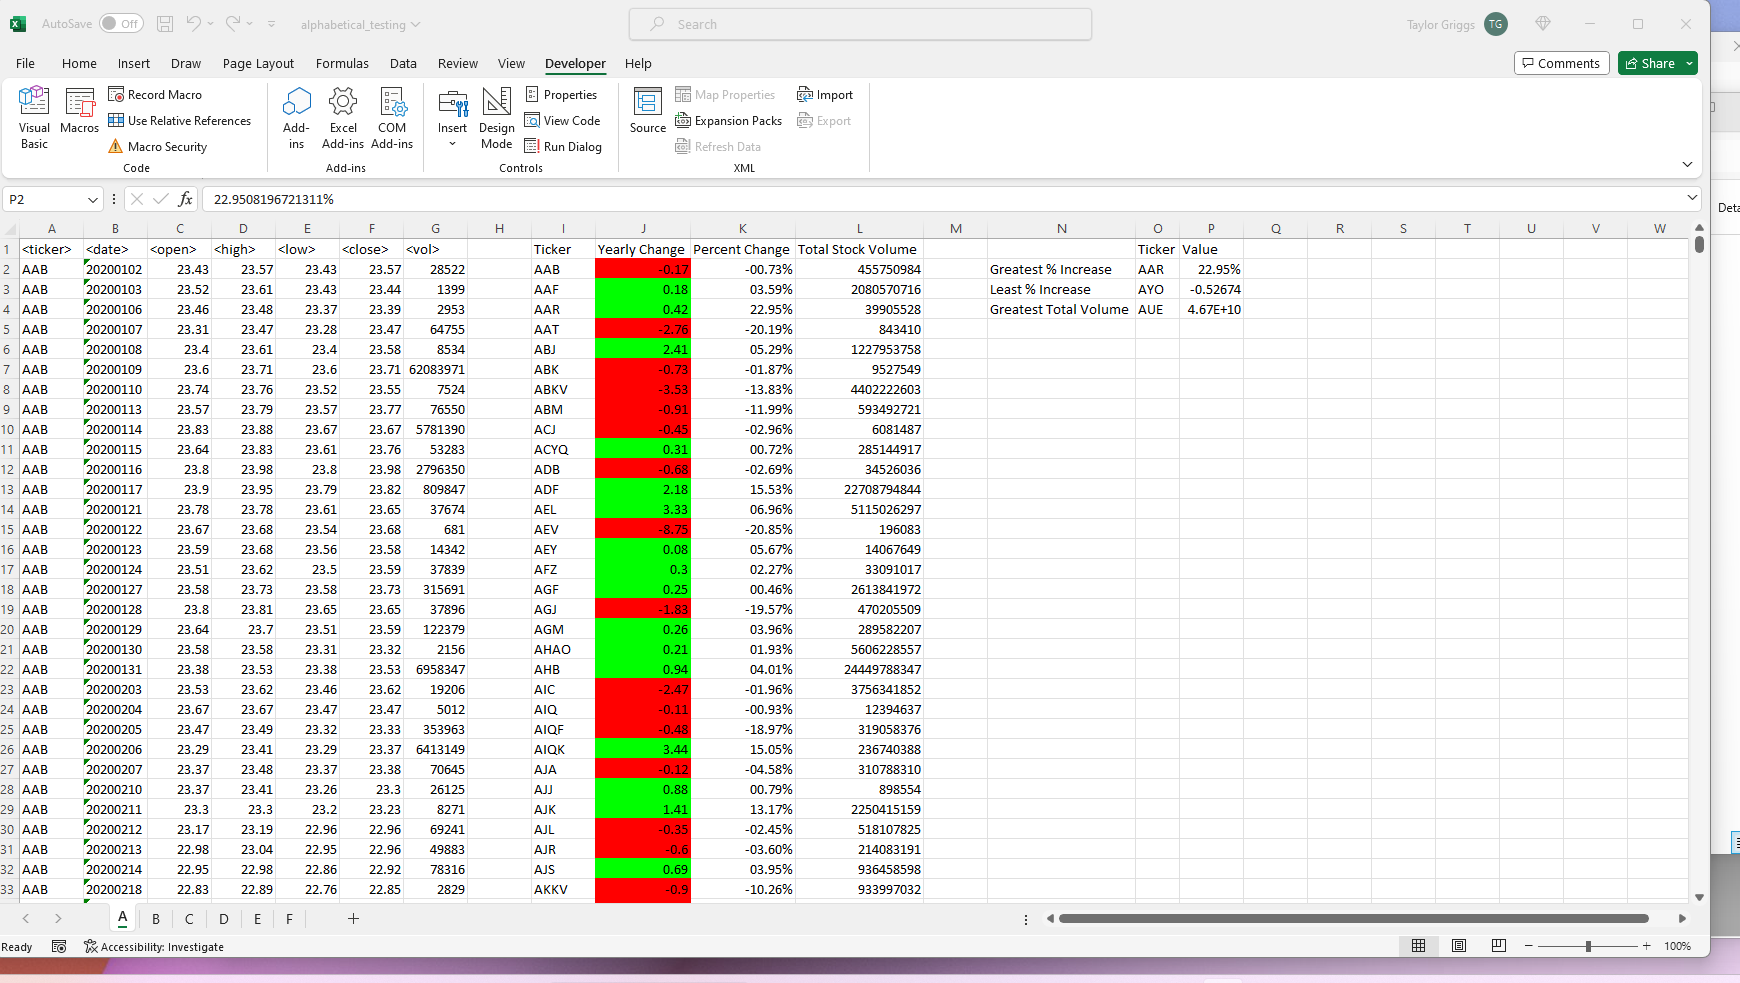 AutoSave Off alphabetical_testing Search Taylor Griggs TG
File Home Insert Draw Page Layout Formulas Data Review View Developer Help Comments Share
Visual Basic Macros Record Macro Use Relative References Macro Security Code
Add-ins Excel Add-ins COM Add-ins Add-ins
Insert Design Mode Properties View Code Run Dialog Controls
Source Map Properties Expansion Packs Refresh Data Import Export XML
P2 fx 22.9508196721311% Deta
A B C D E F G H I J K L M N O P Q R S T U V W
1 <ticker> <date> <open> <high> <low> <close> <vol> Ticker Yearly Change Percent Change Total Stock Volume Ticker Value
2 AAB 20200102 23.43 23.57 23.43 23.57 28522 AAB -0.17 -00.73% 455750984 Greatest % Increase AAR 22.95%
3 AAB 20200103 23.52 23.61 23.43 23.44 1399 AAF 0.18 03.59% 2080570716 Least % Increase AYO -0.52674
4 AAB 20200106 23.46 23.48 23.37 23.39 2953 AAR 0.42 22.95% 39905528 Greatest Total Volume AUE 4.67E+10
5 AAB 20200107 23.31 23.47 23.28 23.47 64755 AAT -2.76 -20.19% 843410
6 AAB 20200108 23.4 23.61 23.4 23.58 8534 ABJ 2.41 05.29% 1227953758
7 AAB 20200109 23.6 23.71 23.6 23.71 62083971 ABK -0.73 -01.87% 9527549
8 AAB 20200110 23.74 23.76 23.52 23.55 7524 ABKV -3.53 -13.83% 4402222603
9 AAB 20200113 23.57 23.79 23.57 23.77 76550 ABM -0.91 -11.99% 593492721
10 AAB 20200114 23.83 23.88 23.67 23.67 5781390 ACJ -0.45 -02.96% 6081487
11 AAB 20200115 23.64 23.83 23.61 23.76 53283 ACYQ 0.31 00.72% 285144917
12 AAB 20200116 23.8 23.98 23.8 23.98 2796350 ADB -0.68 -02.69% 34526036
13 AAB 20200117 23.9 23.95 23.79 23.82 809847 ADF 2.18 15.53% 22708794844
14 AAB 20200121 23.78 23.78 23.61 23.65 37674 AEL 3.33 06.96% 5115026297
15 AAB 20200122 23.67 23.68 23.54 23.68 681 AEV -8.75 -20.85% 196083
16 AAB 20200123 23.59 23.68 23.56 23.58 14342 AEY 0.08 05.67% 14067649
17 AAB 20200124 23.51 23.62 23.5 23.59 37839 AFZ 0.3 02.27% 33091017
18 AAB 20200127 23.58 23.73 23.58 23.73 315691 AGF 0.25 00.46% 2613841972
19 AAB 20200128 23.8 23.81 23.65 23.65 37896 AGJ -1.83 -19.57% 470205509
20 AAB 20200129 23.64 23.7 23.51 23.59 122379 AGM 0.26 03.96% 289582207
21 AAB 20200130 23.58 23.58 23.31 23.32 2156 AHAO 0.21 01.93% 5606228557
22 AAB 20200131 23.38 23.53 23.38 23.53 6958347 AHB 0.94 04.01% 24449788347
23 AAB 20200203 23.53 23.62 23.46 23.62 19206 AIC -2.47 -01.96% 3756341852
24 AAB 20200204 23.67 23.67 23.47 23.47 5012 AIQ -0.11 -00.93% 12394637
25 AAB 20200205 23.47 23.49 23.32 23.33 353963 AIQF -0.48 -18.97% 319058376
26 AAB 20200206 23.29 23.41 23.29 23.37 6413149 AIQK 3.44 15.05% 236740388
27 AAB 20200207 23.37 23.48 23.37 23.38 70645 AJA -0.12 -04.58% 310788310
28 AAB 20200210 23.37 23.41 23.26 23.3 26125 AJJ 0.88 00.79% 898554
29 AAB 20200211 23.3 23.3 23.2 23.23 8271 AJK 1.41 13.17% 2250415159
30 AAB 20200212 23.17 23.19 22.96 22.96 69241 AJL -0.35 -02.45% 518107825
31 AAB 20200213 22.98 23.04 22.95 22.96 49883 AJR -0.6 -03.60% 214083191
32 AAB 20200214 22.95 22.98 22.86 22.92 78316 AJS 0.69 03.95% 936458598
33 AAB 20200218 22.83 22.89 22.76 22.85 2829 AKKV -0.9 -10.26% 933997032
A B C D E F
Ready Accessibility: Investigate 100%